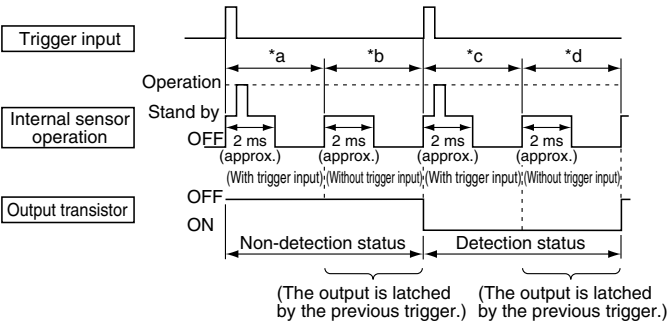 Trigger input
*a *b *c *d
Operation
Stand by
OFF
Internal sensor
operation
2 ms 2 ms 2 ms 2 ms
(approx.) (approx.) (approx.) (approx.)
(With trigger input) (Without trigger input) (With trigger input) (Without trigger input)
Output transistor
OFF
ON
Non-detection status Detection status
(The output is latched (The output is latched
by the previous trigger.) by the previous trigger.)